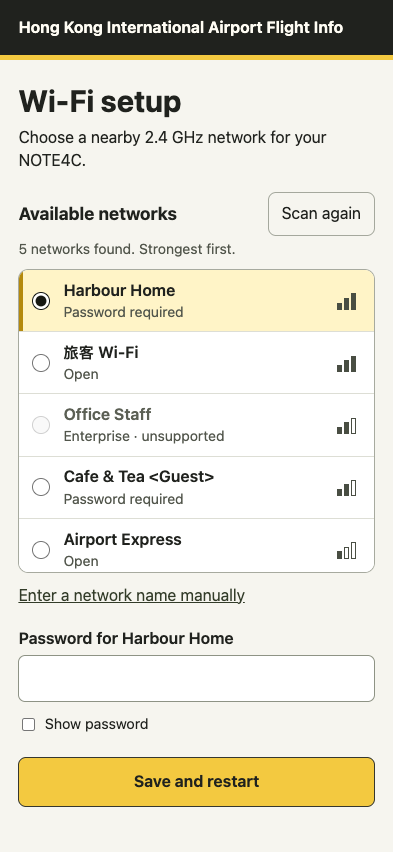 Hong Kong International Airport Flight Info
Wi-Fi setup
Choose a nearby 2.4 GHz network for your
NOTE4C.
Available networks
Scan again
5 networks found. Strongest first.
Harbour Home
Password required
旅客 Wi-Fi
Open
Office Staff
Enterprise · unsupported
Cafe & Tea <Guest>
Password required
Airport Express
Open
Enter a network name manually
Password for Harbour Home
Show password
Save and restart